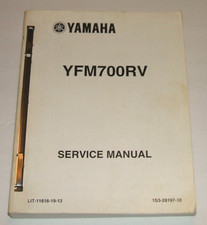 YAMAHA
YFM700RV
SERVICE MANUAL
LIT-11616-19-13
1S3-28197-10